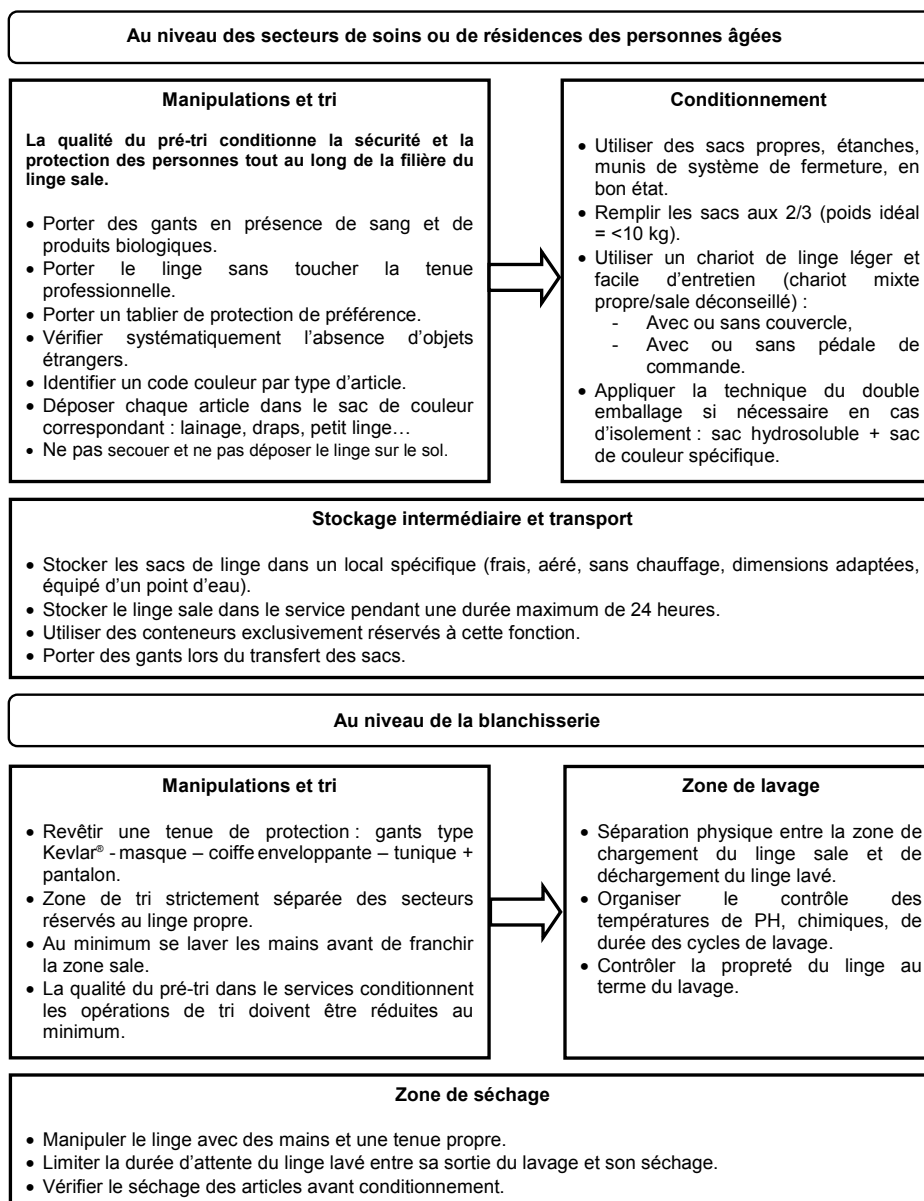 Au niveau des secteurs de soins ou de résidences des personnes âgées
Manipulations et tri
La qualité du pré-tri conditionne la sécurité et la
protection des personnes tout au long de la filière du
linge sale.
• Porter des gants en présence de sang et de
produits biologiques.
• Porter le linge sans toucher la tenue
professionnelle.
• Porter un tablier de protection de préférence.
• Vérifier systématiquement l'absence d'objets
étrangers.
• Identifier un code couleur par type d'article.
• Déposer chaque article dans le sac de couleur
correspondant : lainage, draps, petit linge…
• Ne pas secouer et ne pas déposer le linge sur le sol.
Conditionnement
• Utiliser des sacs propres, étanches,
munis de système de fermeture, en
bon état.
• Remplir les sacs aux 2/3 (poids idéal
= <10 kg).
• Utiliser un chariot de linge léger et
facile d'entretien (chariot mixte
propre/sale déconseillé) :
- Avec ou sans couvercle,
- Avec ou sans pédale de
commande.
• Appliquer la technique du double
emballage si nécessaire en cas
d'isolement : sac hydrosoluble + sac
de couleur spécifique.
Stockage intermédiaire et transport
• Stocker les sacs de linge dans un local spécifique (frais, aéré, sans chauffage, dimensions adaptées,
équipé d'un point d'eau).
• Stocker le linge sale dans le service pendant une durée maximum de 24 heures.
• Utiliser des conteneurs exclusivement réservés à cette fonction.
• Porter des gants lors du transfert des sacs.
Au niveau de la blanchisserie
Manipulations et tri
• Revêtir une tenue de protection : gants type
Kevlar® - masque – coiffe enveloppante – tunique +
pantalon.
• Zone de tri strictement séparée des secteurs
réservés au linge propre.
• Au minimum se laver les mains avant de franchir
la zone sale.
• La qualité du pré-tri dans le services conditionnent
les opérations de tri doivent être réduites au
minimum.
Zone de lavage
• Séparation physique entre la zone de
chargement du linge sale et de
déchargement du linge lavé.
• Organiser le contrôle des
températures de PH, chimiques, de
durée des cycles de lavage.
• Contrôler la propreté du linge au
terme du lavage.
Zone de séchage
• Manipuler le linge avec des mains et une tenue propre.
• Limiter la durée d'attente du linge lavé entre sa sortie du lavage et son séchage.
• Vérifier le séchage des articles avant conditionnement.